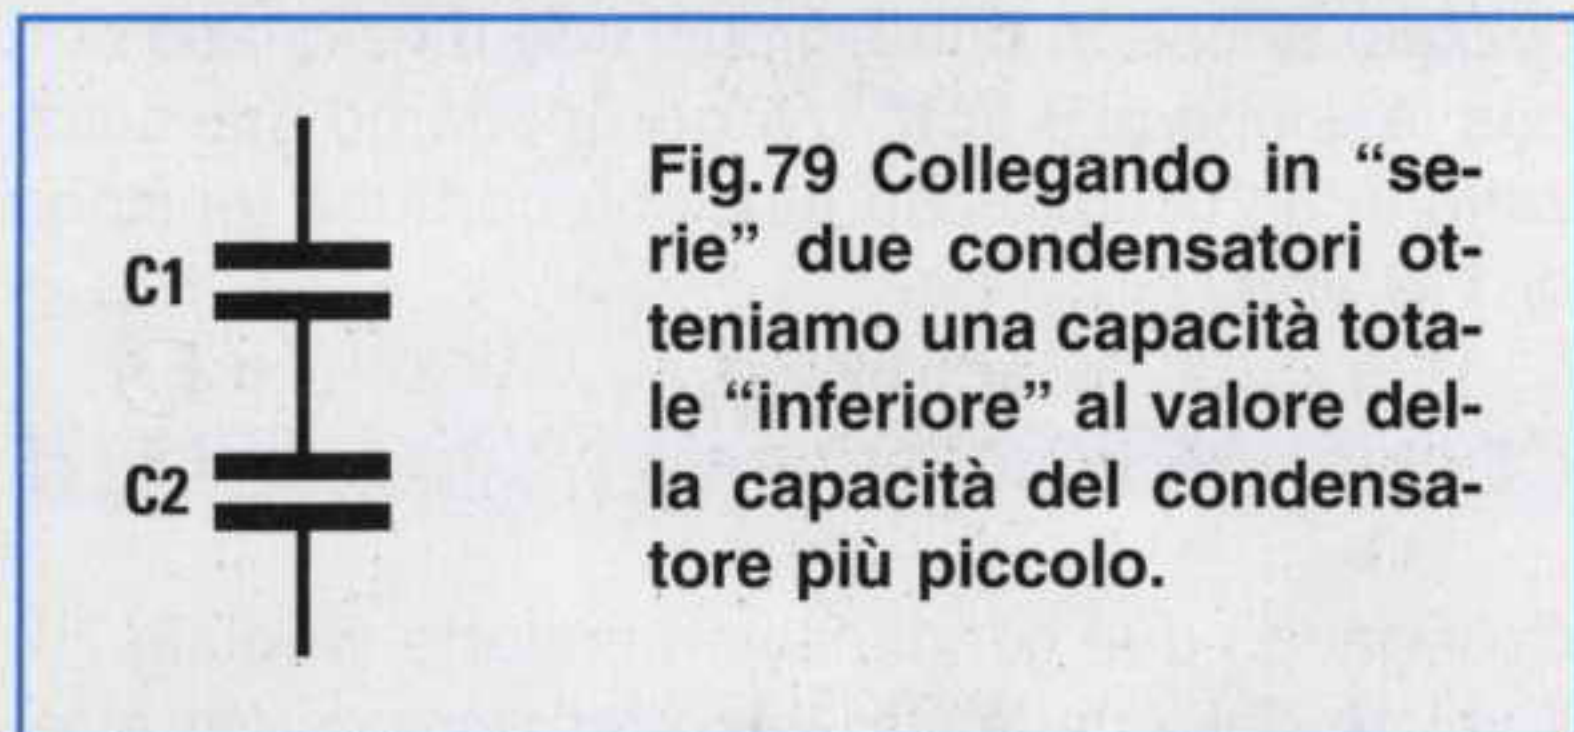 Fig.79 Collegando in “se-
rie” due condensatori ot-
teniamo una capacità tota-
le “inferiore” al valore del-
la capacità del condensa-
tore più piccolo.
C1
C2